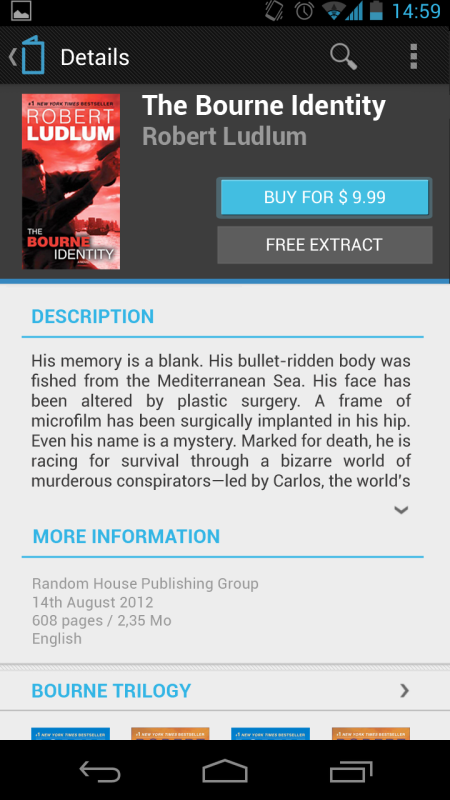 14:59
Details
#1 NEW YORK TIMES BESTSELLER
ROBERT
LUDLUM
THE
BOURNE
IDENTITY
The Bourne Identity
Robert Ludlum
BUY FOR $ 9.99
FREE EXTRACT
DESCRIPTION
His memory is a blank. His bullet-ridden body was
fished from the Mediterranean Sea. His face has
been altered by plastic surgery. A frame of
microfilm has been surgically implanted in his hip.
Even his name is a mystery. Marked for death, he is
racing for survival through a bizarre world of
murderous conspirators—led by Carlos, the world's
MORE INFORMATION
Random House Publishing Group
14th August 2012
608 pages / 2,35 Mo
English
BOURNE TRILOGY
#1 NEW YORK TIMES BESTSELLER
#1 NEW YORK TIMES BESTSELLER
#1 NEW YORK TIMES BESTSELLER
#1 NEW YORK TIMES BESTSELLER